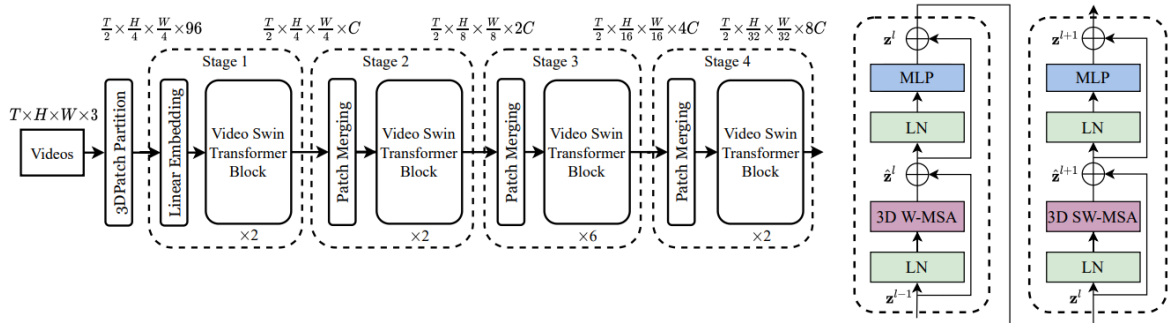 T/2 × H/4 × W/4 × 96
T/2 × H/4 × W/4 × C
T/2 × H/8 × W/8 × 2C
T/2 × H/16 × W/16 × 4C
T/2 × H/32 × W/32 × 8C
T×H×W×3
Videos
3D Patch Partition
Stage 1
Linear Embedding
Video Swin
Transformer
Block
×2
Stage 2
Patch Merging
Video Swin
Transformer
Block
×2
Stage 3
Patch Merging
Video Swin
Transformer
Block
×6
Stage 4
Patch Merging
Video Swin
Transformer
Block
×2
z^l
MLP
LN
ẑ^l
3D W-MSA
LN
z^{l−1}
z^{l+1}
MLP
LN
ẑ^{l+1}
3D SW-MSA
LN
z^l